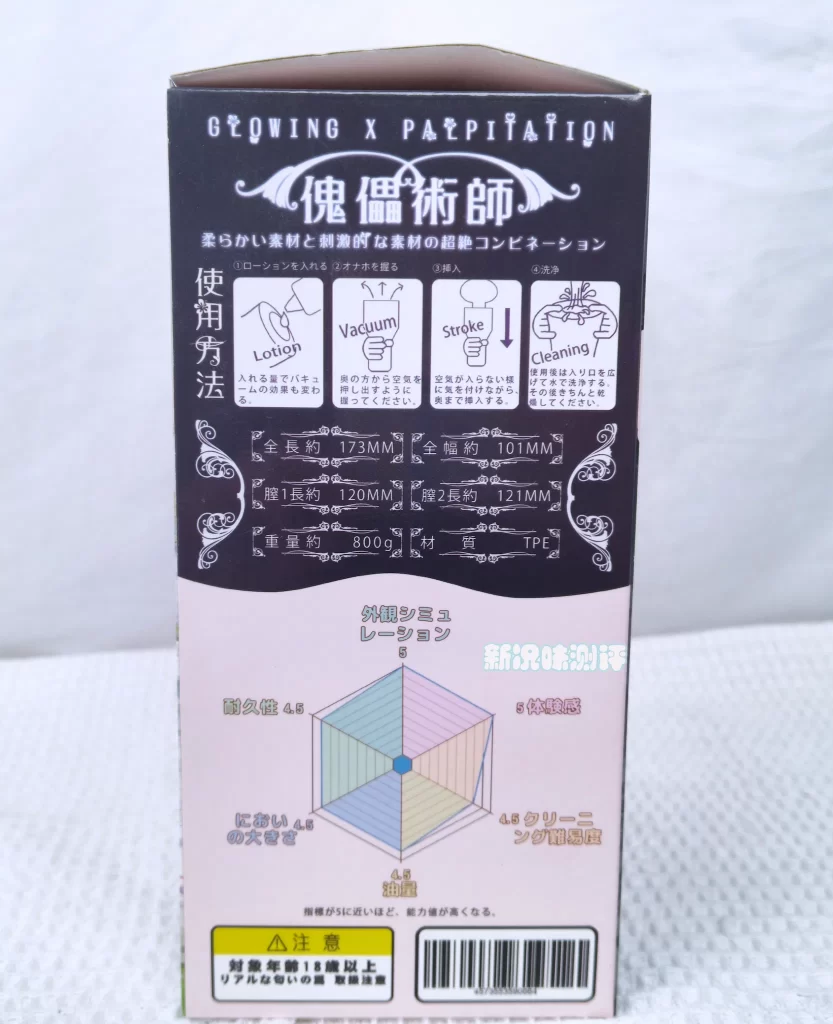 GLOWING X PALPITATION
傀儡術師
柔らかい素材と刺激的な素材の超絶コンビネーション
使用方法
①ローションを入れる
Lotion
入れる量でバキュ
ームの効果も変わ
る。
②オナホを握る
Vacuum
奥の方から空気を
押し出すように
握ってください。
③挿入
Stroke
空気が入らない様
に気を付けながら、
奥まで挿入する。
④洗浄
Cleaning
使用後は入り口を広
げて水で洗浄する。
その後きちんと乾
燥してください。
全長約 173MM
全幅約 101MM
膣1長約 120MM
膣2長約 121MM
重量約 800g
材質 TPE
外観シミュ
レーション
5
新况味测评
耐久性 4.5
5 体験感
におい
の大きさ 4.5
4.5 クリーニ
ング難易度
4.5
油量
指標が5に近いほど、能力値が高くなる。
⚠注意
対象年齢18歳以上
リアルな匂いの為 取扱注意